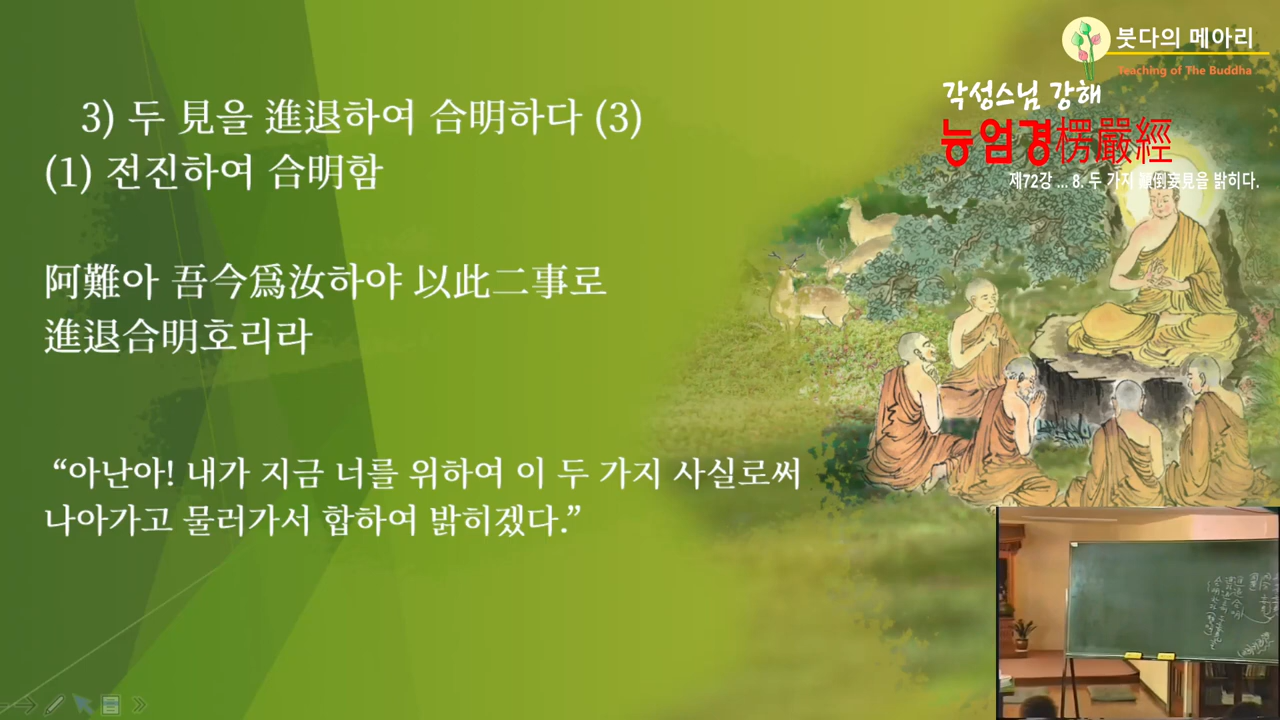 붓다의 메아리
Teaching of The Buddha
각성스님 강해
능엄경楞嚴經
제72강 ... 8. 두 가지 顚倒妄見을 밝히다.
3) 두 見을 進退하여 合明하다 (3)
(1) 전진하여 合明함
阿難아 吾今爲汝하야 以此二事로
進退合明호리라
“아난아! 내가 지금 너를 위하여 이 두 가지 사실로써
나아가고 물러가서 합하여 밝히겠다.”